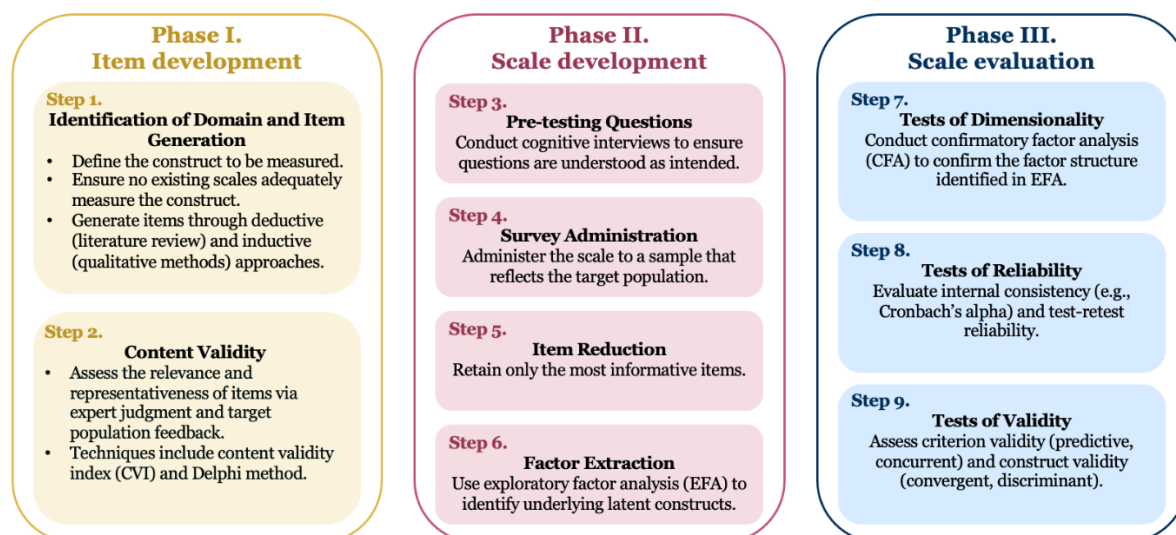 Phase I.
Item development
Step 1.
Identification of Domain and Item
Generation
• Define the construct to be measured.
• Ensure no existing scales adequately
measure the construct.
• Generate items through deductive
(literature review) and inductive
(qualitative methods) approaches.
Step 2.
Content Validity
• Assess the relevance and
representativeness of items via
expert judgment and target
population feedback.
• Techniques include content validity
index (CVI) and Delphi method.
Phase II.
Scale development
Step 3.
Pre-testing Questions
Conduct cognitive interviews to ensure
questions are understood as intended.
Step 4.
Survey Administration
Administer the scale to a sample that
reflects the target population.
Step 5.
Item Reduction
Retain only the most informative items.
Step 6.
Factor Extraction
Use exploratory factor analysis (EFA) to
identify underlying latent constructs.
Phase III.
Scale evaluation
Step 7.
Tests of Dimensionality
Conduct confirmatory factor analysis
(CFA) to confirm the factor structure
identified in EFA.
Step 8.
Tests of Reliability
Evaluate internal consistency (e.g.,
Cronbach’s alpha) and test-retest
reliability.
Step 9.
Tests of Validity
Assess criterion validity (predictive,
concurrent) and construct validity
(convergent, discriminant).